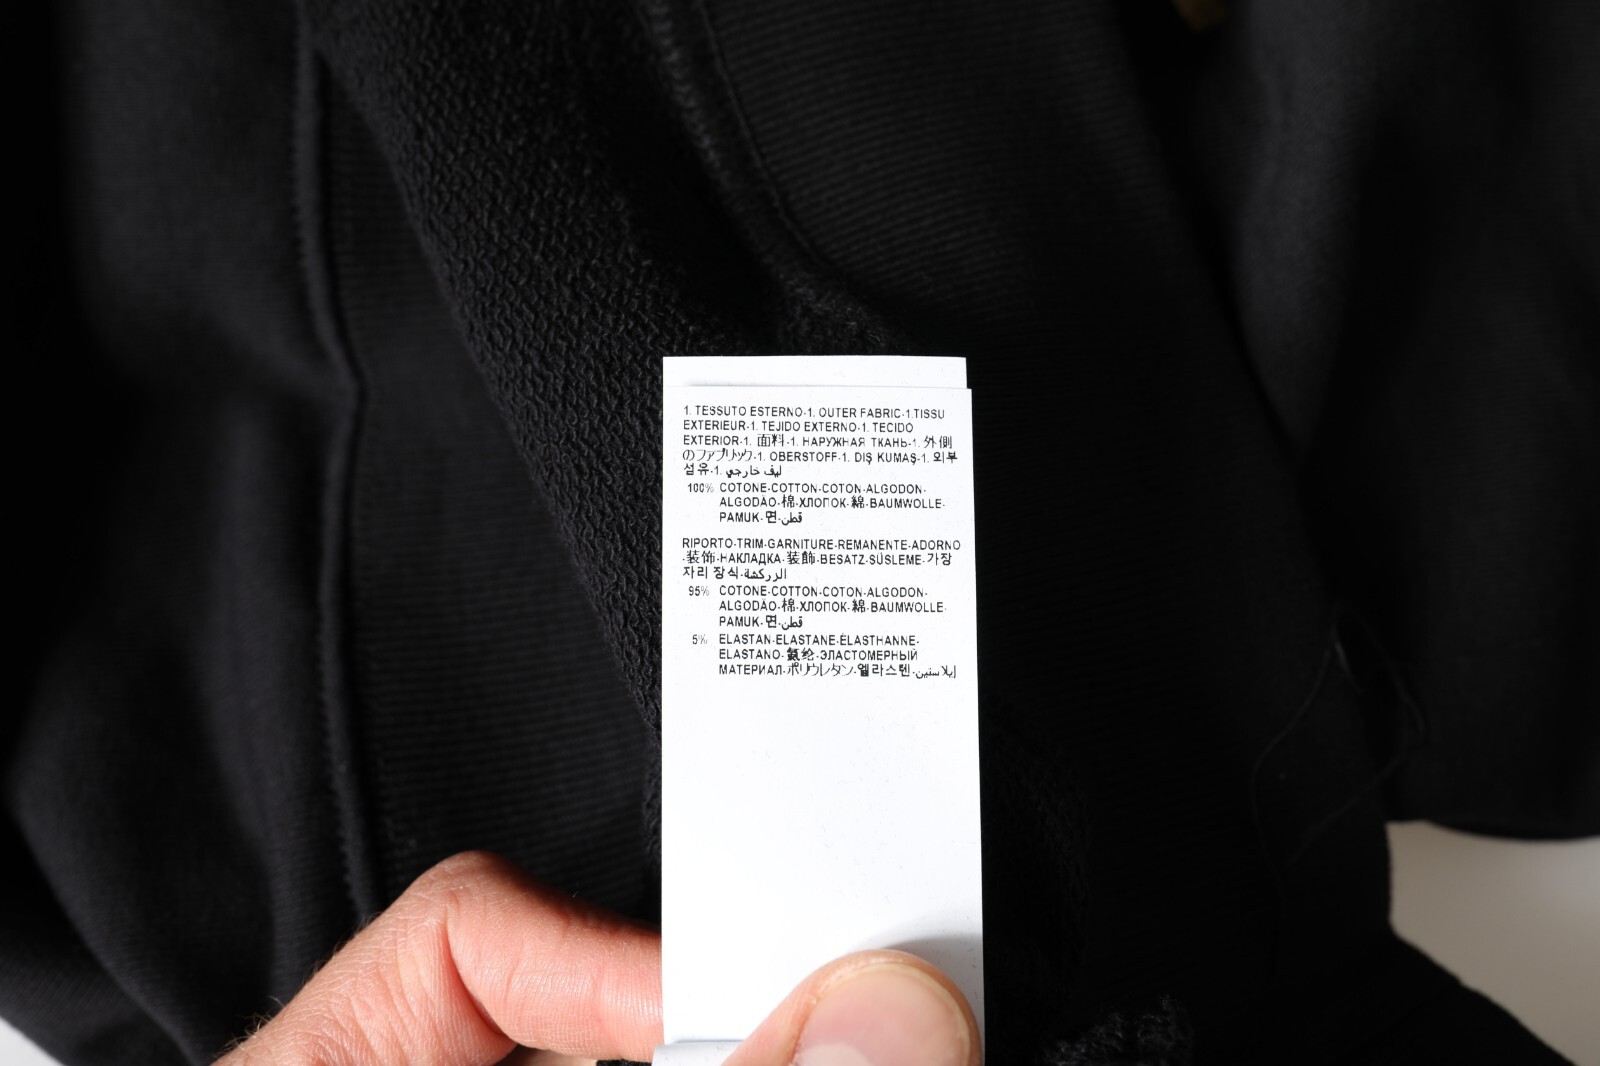 1. TESSUTO ESTERNO-1. OUTER FABRIC-1.TISSU
EXTERIEUR-1. TEJIDO EXTERNO-1. TECIDO
EXTERIOR-1. 面料-1. НАРУЖНАЯ ТКАНЬ-1. 外側
のファブリック-1. OBERSTOFF-1. DIŞ KUMAŞ-1. 외부
섬유-1. ليف خارجي
100% COTONE-COTTON-COTON-ALGODON-
ALGODÃO-棉-ХЛОПОК-綿-BAUMWOLLE-
PAMUK-면-قطن
RIPORTO-TRIM-GARNITURE-REMANENTE-ADORNO
-装饰-НАКЛАДКА-装飾-BESATZ-SÜSLEME-가장
자리 장식-الزركشة
95% COTONE-COTTON-COTON-ALGODON-
ALGODÃO-棉-ХЛОПОК-綿-BAUMWOLLE-
PAMUK-면-قطن
5% ELASTAN-ELASTANE-ÉLASTHANNE-
ELASTANO-氨纶-ЭЛАСТОМЕРНЫЙ
МАТЕРИАЛ-ポリウレタン-엘라스텐-إيلاستين